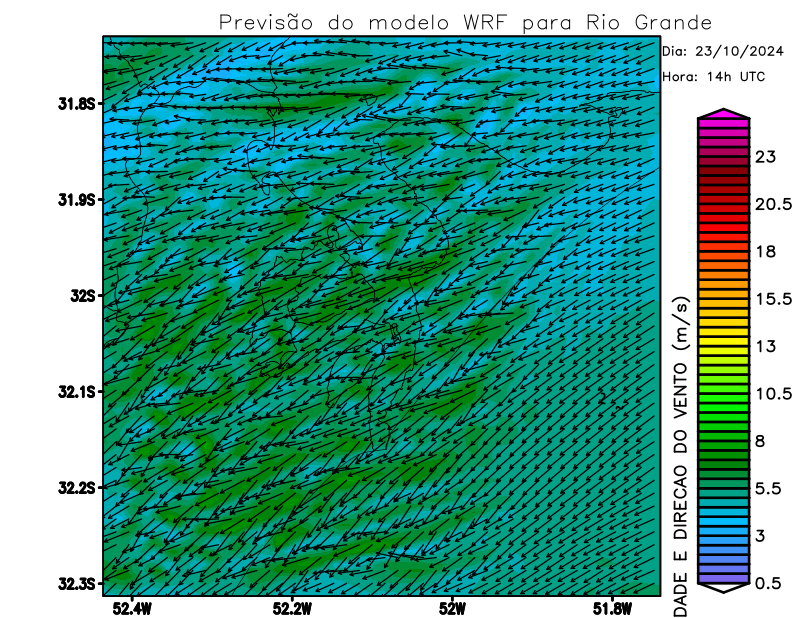 Previsão do modelo WRF para Rio Grande
Dia: 23/10/2024
Hora: 14h UTC
31.8S
31.9S
32S
32.1S
32.2S
32.3S
52.4W
52.2W
52W
51.8W
23
20.5
18
15.5
13
10.5
8
5.5
3
0.5
DADE E DIRECAO DO VENTO (m/s)